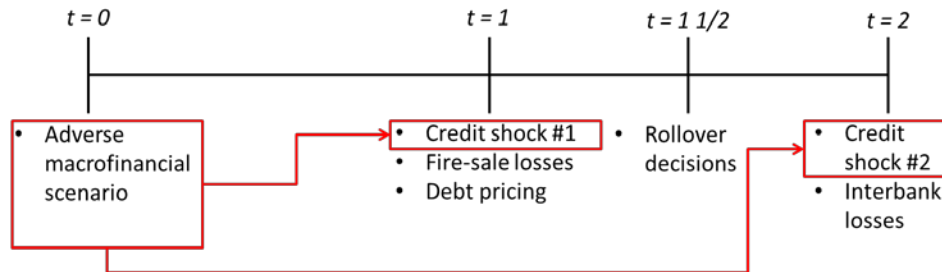 t = 0
t = 1
t = 1 1/2
t = 2
• Adverse
macrofinancial
scenario
• Credit shock #1
• Fire-sale losses
• Debt pricing
• Rollover
decisions
• Credit
shock #2
• Interbank
losses